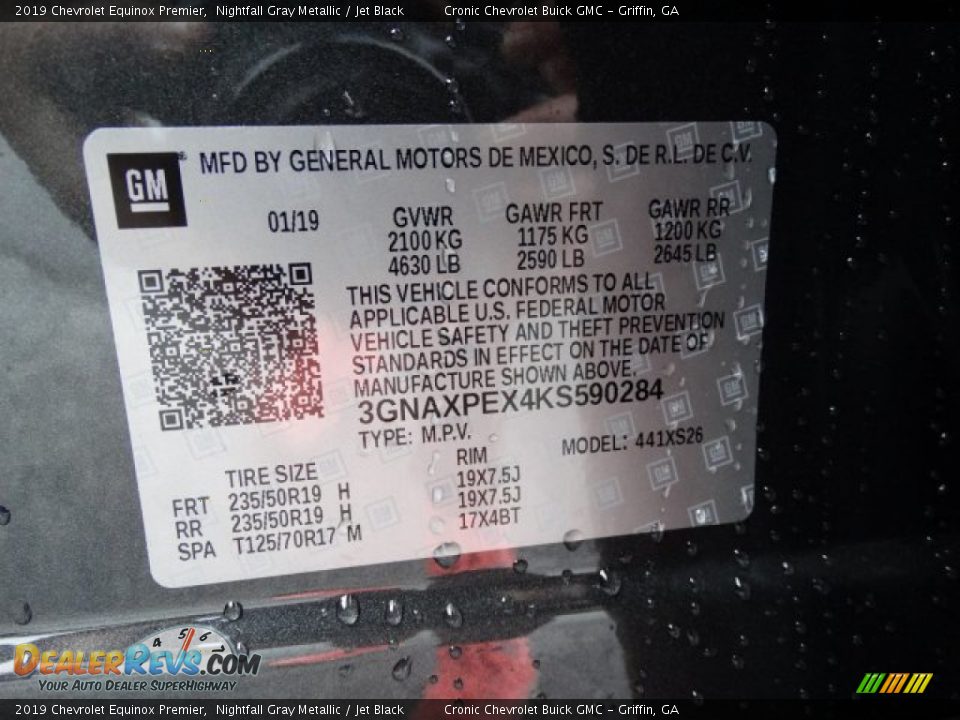 2019 Chevrolet Equinox Premier, Nightfall Gray Metallic / Jet Black Cronic Chevrolet Buick GMC - Griffin, GA
GM
MFD BY GENERAL MOTORS DE MEXICO, S. DE R.L. DE C.V.
01/19 GVWR GAWR FRT GAWR RR
2100 KG 1175 KG 1200 KG
4630 LB 2590 LB 2645 LB
THIS VEHICLE CONFORMS TO ALL
APPLICABLE U.S. FEDERAL MOTOR
VEHICLE SAFETY AND THEFT PREVENTION
STANDARDS IN EFFECT ON THE DATE OF
MANUFACTURE SHOWN ABOVE.
3GNAXPEX4KS590284
TYPE: M.P.V. MODEL: 441XS26
TIRE SIZE RIM
FRT 235/50R19 H 19X7.5J
RR 235/50R19 H 19X7.5J
SPA T125/70R17 M 17X4BT
4 5 6
DEALERREVS.COM
YOUR AUTO DEALER SUPERHIGHWAY
2019 Chevrolet Equinox Premier, Nightfall Gray Metallic / Jet Black Cronic Chevrolet Buick GMC - Griffin, GA